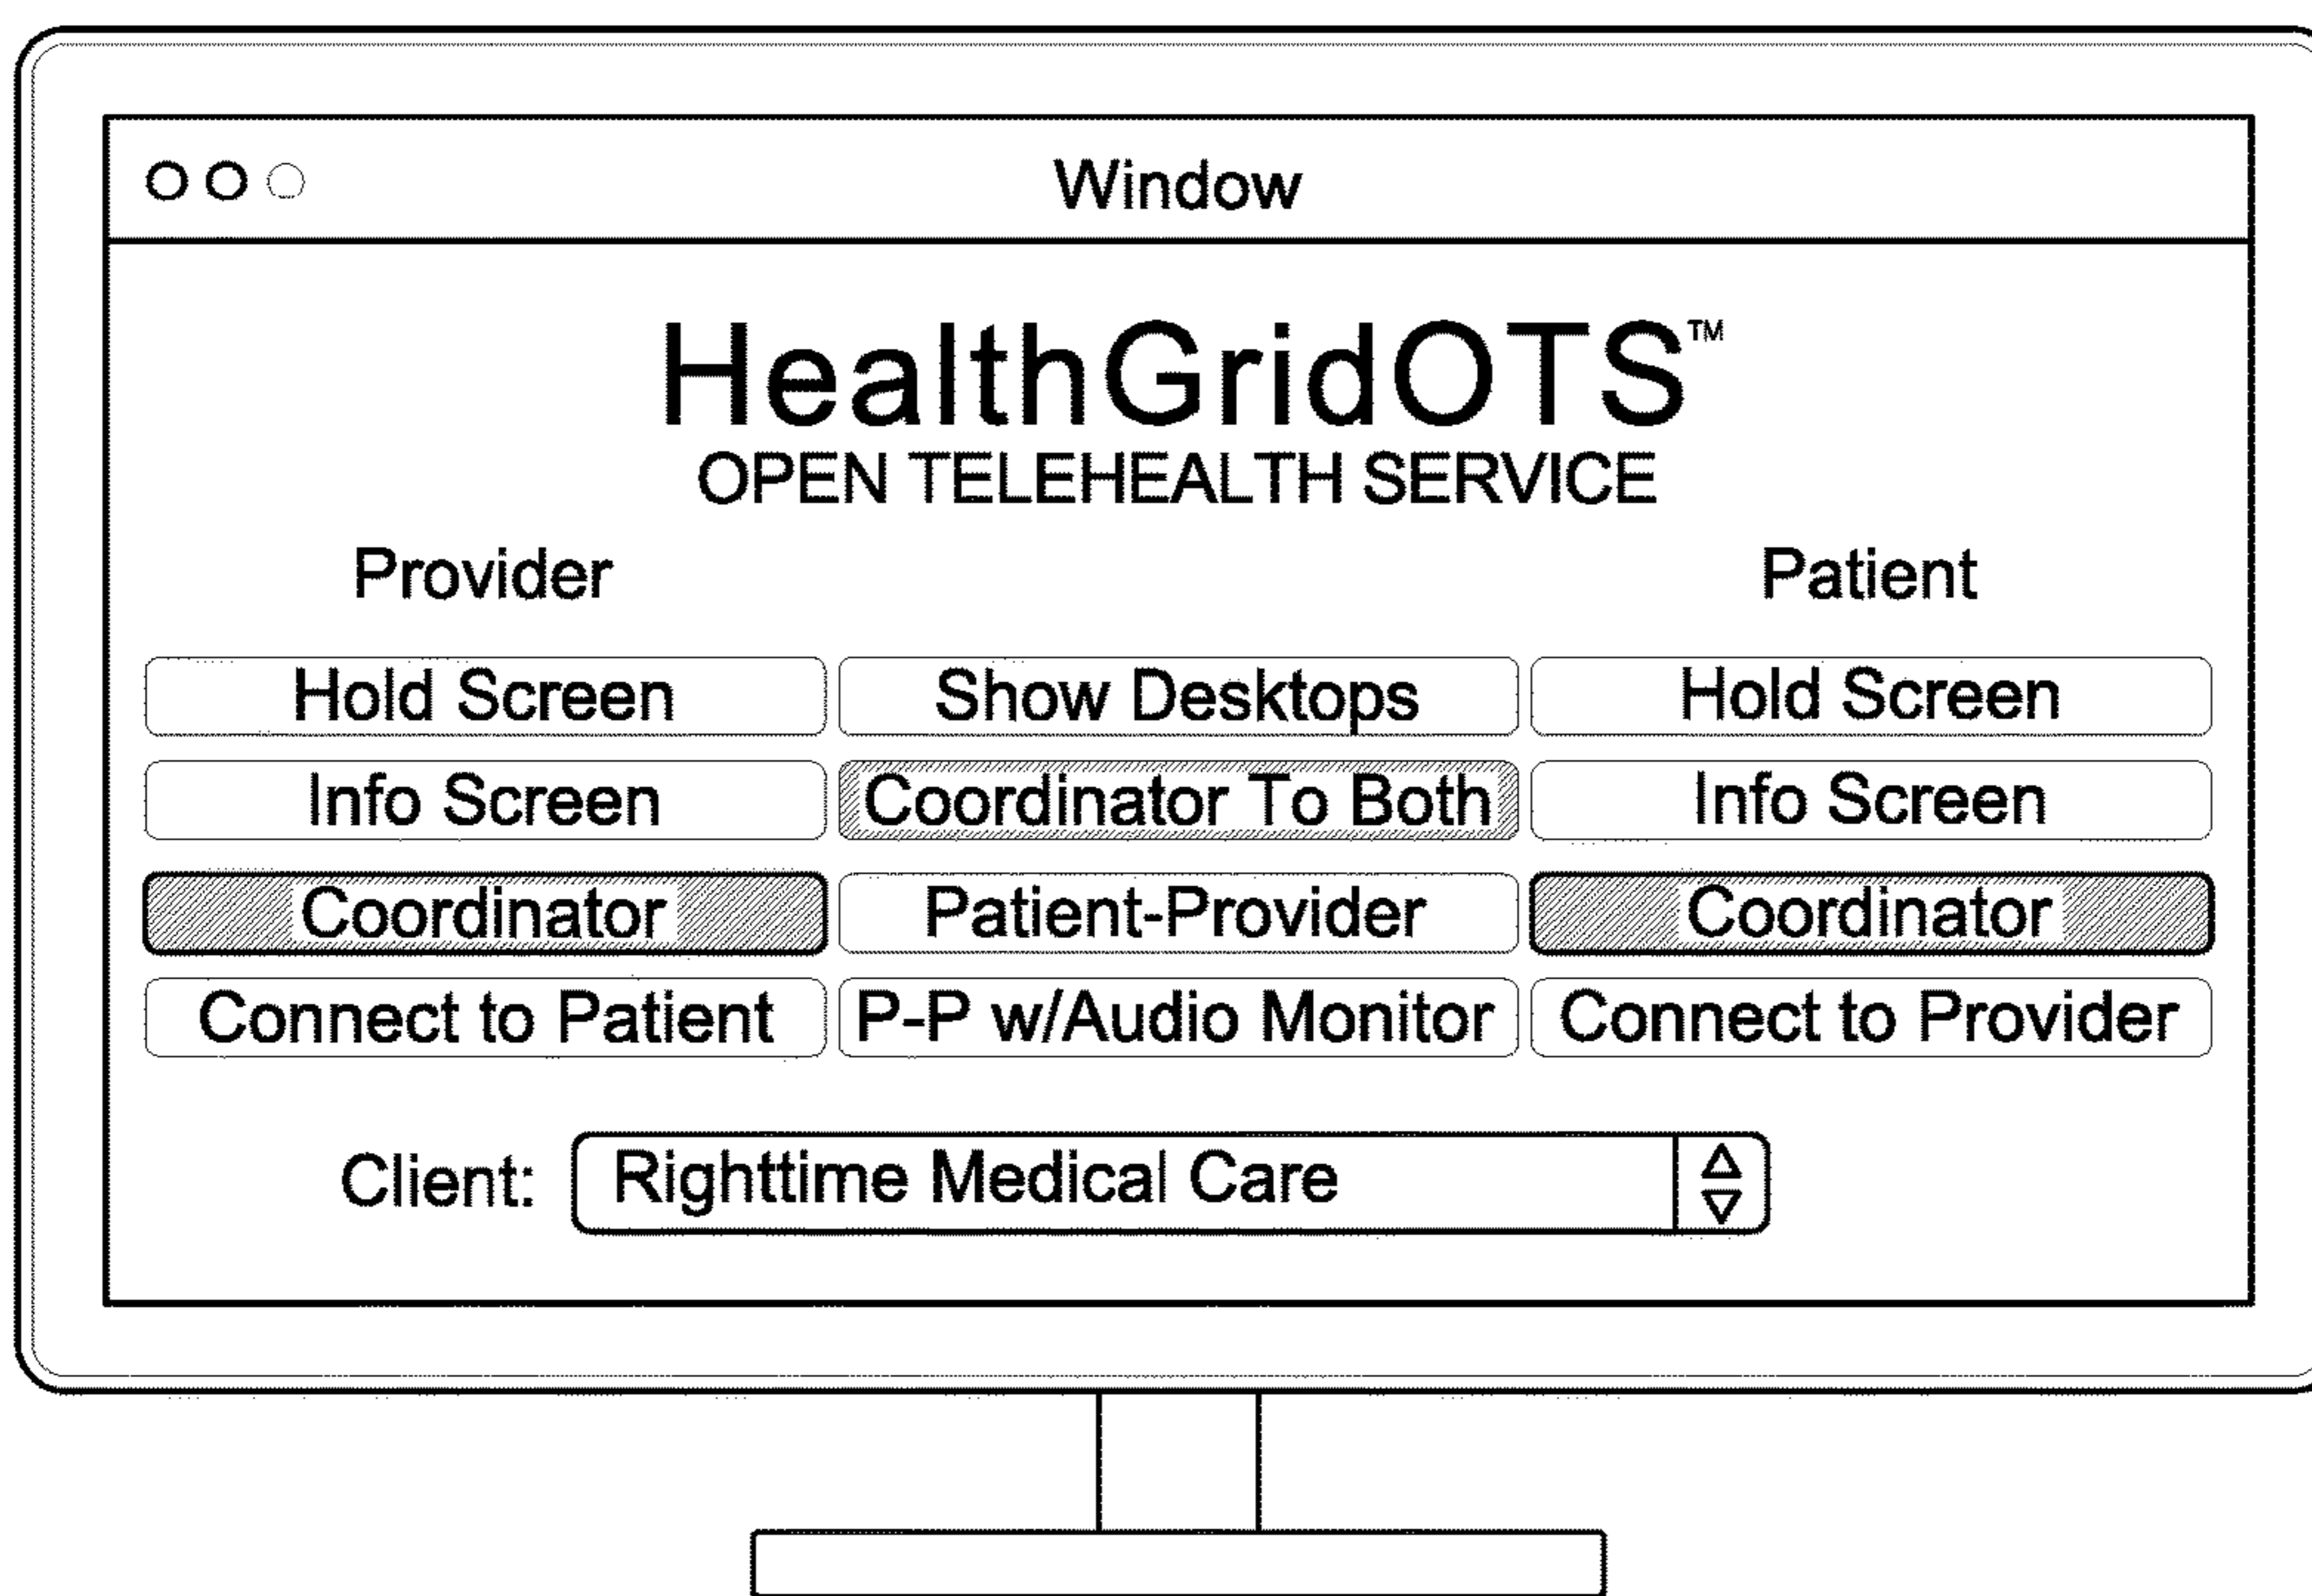 Window
HealthGridOTS™
OPEN TELEHEALTH SERVICE
Provider Patient
Hold Screen Show Desktops Hold Screen
Info Screen Coordinator To Both Info Screen
Coordinator Patient-Provider Coordinator
Connect to Patient P-P w/Audio Monitor Connect to Provider
Client: Righttime Medical Care